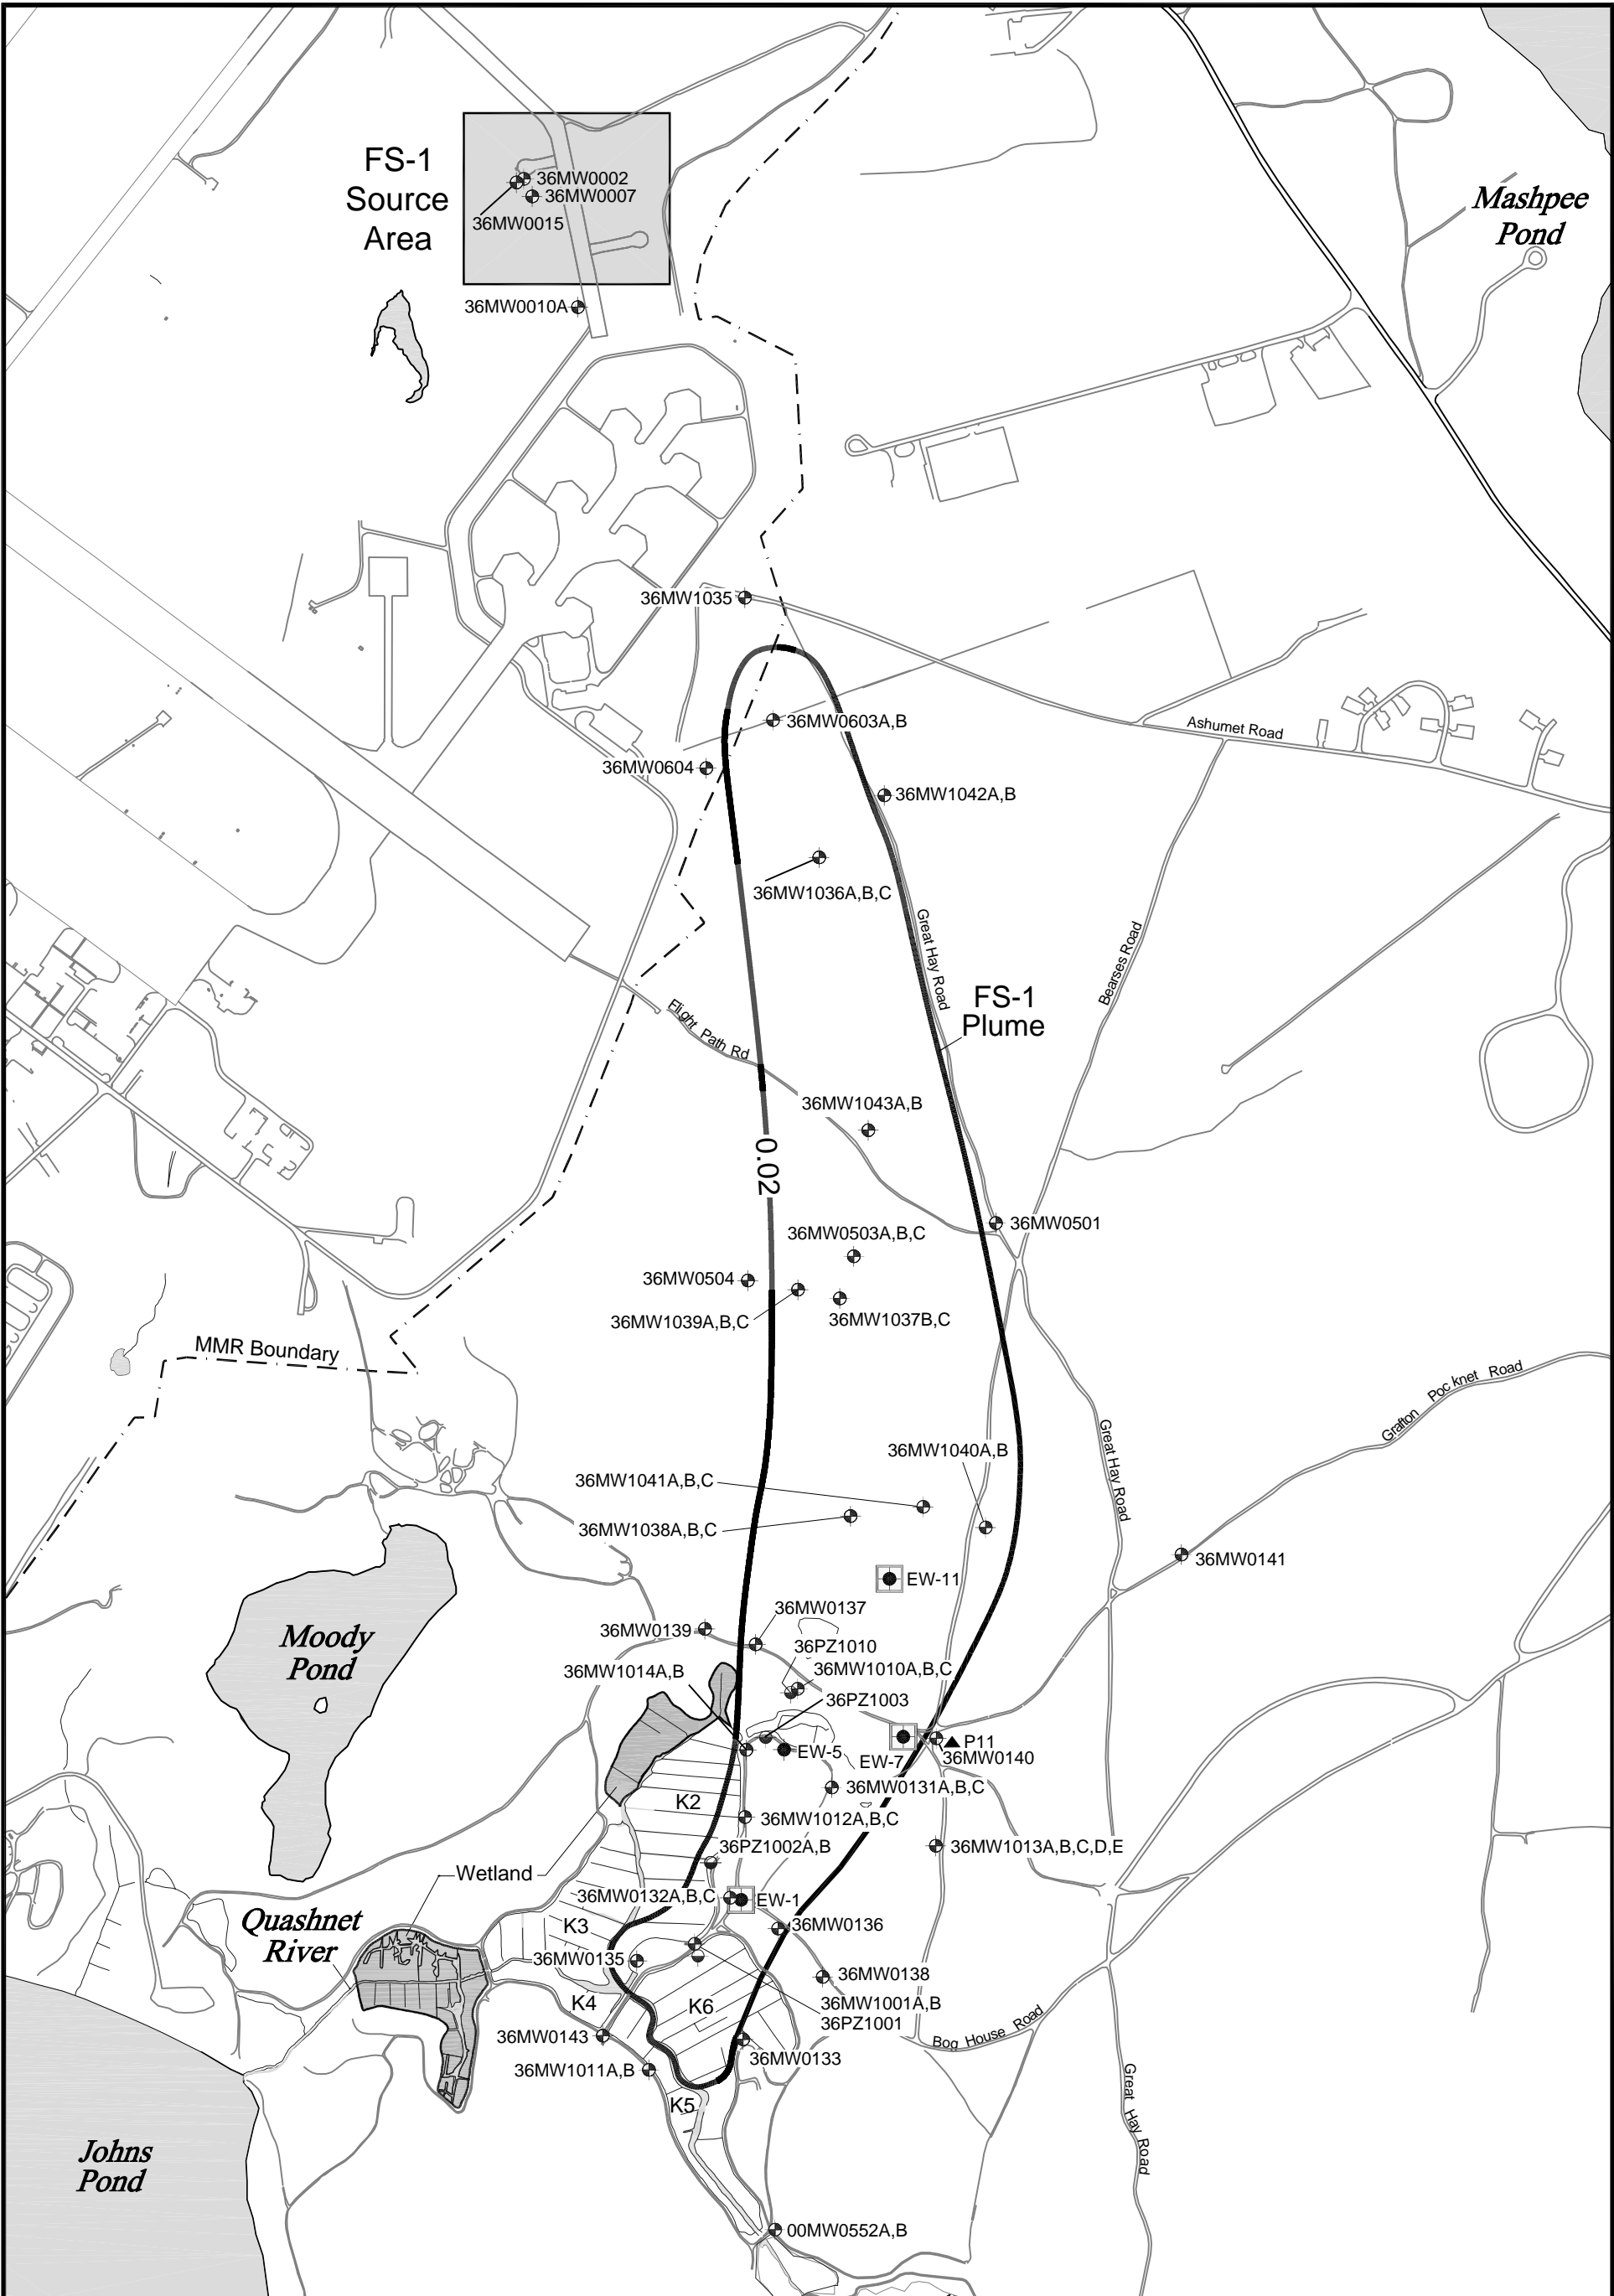 FS-1
Source
Area
36MW0002
36MW0007
36MW0015
36MW0010A
Mashpee
Pond
36MW1035
36MW0603A,B
Ashumet Road
36MW0604
36MW1042A,B
36MW1036A,B,C
Great Hay Road
Bearses Road
FS-1
Plume
Flight Path Rd
36MW1043A,B
0.02
36MW0501
36MW0503A,B,C
36MW0504
36MW1039A,B,C
36MW1037B,C
MMR Boundary
Grafton Pocknet Road
Great Hay Road
36MW1040A,B
36MW1041A,B,C
36MW1038A,B,C
36MW0141
EW-11
36MW0137
36MW0139
Moody
Pond
36PZ1010
36MW1014A,B
36MW1010A,B,C
36PZ1003
P11
EW-5
EW-7
36MW0140
36MW0131A,B,C
K2
36MW1012A,B,C
36PZ1002A,B
36MW1013A,B,C,D,E
Wetland
36MW0132A,B,C
EW-1
Quashnet
River
K3
36MW0136
36MW0135
36MW0138
K4
K6
36MW1001A,B
36PZ1001
36MW0143
Bog House Road
36MW0133
36MW1011A,B
K5
Great Hay Road
Johns
Pond
00MW0552A,B